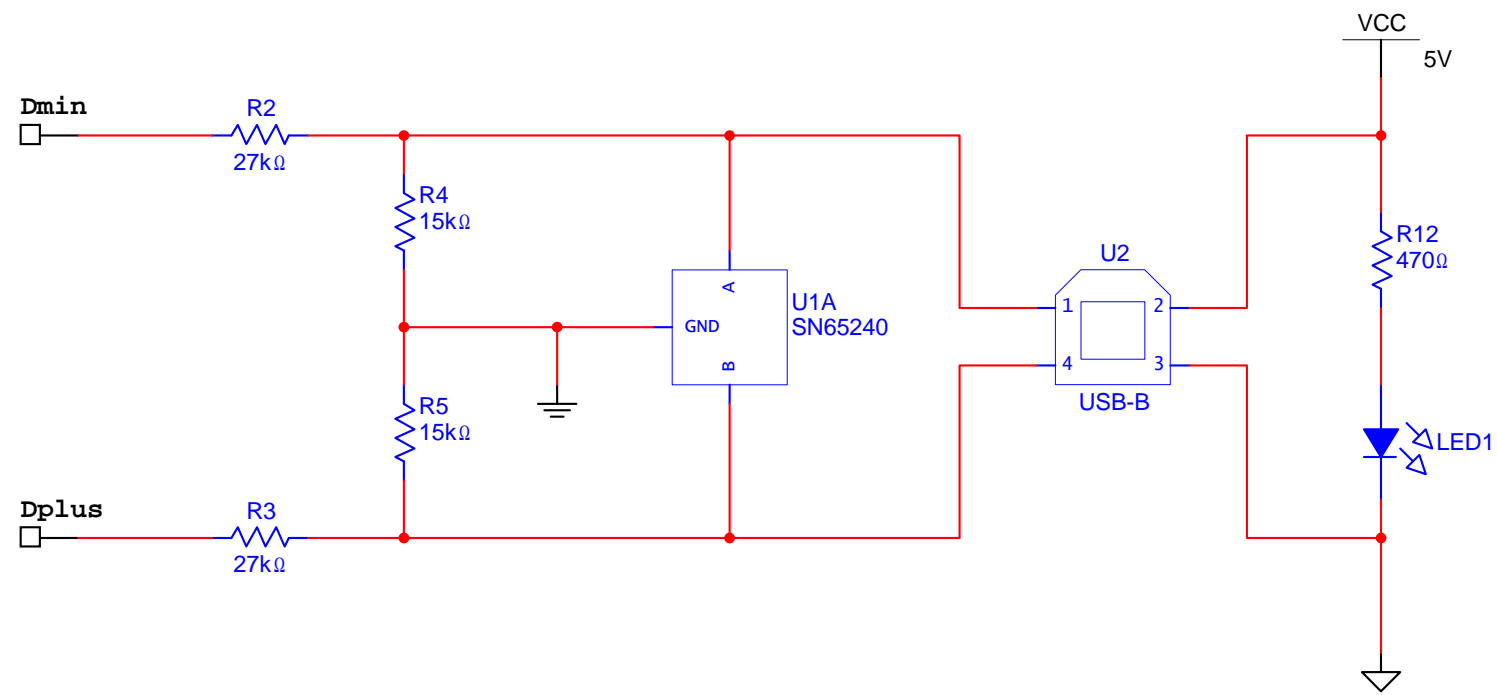 VCC
5V
Dmin
R2
27kΩ
R4
15kΩ
A
GND
B
U1A
SN65240
U2
1
2
4
3
USB-B
R12
470Ω
R5
15kΩ
LED1
Dplus
R3
27kΩ